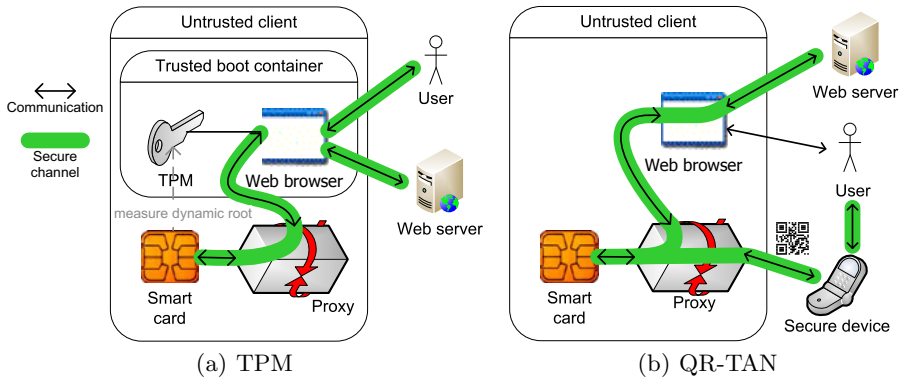 Communication
Secure
channel
Untrusted client
Trusted boot container
TPM
Web browser
User
Web server
measure dynamic root
Smart
card
Proxy
(a) TPM
Untrusted client
Web server
Web browser
User
Smart
card
Proxy
Secure device
(b) QR-TAN